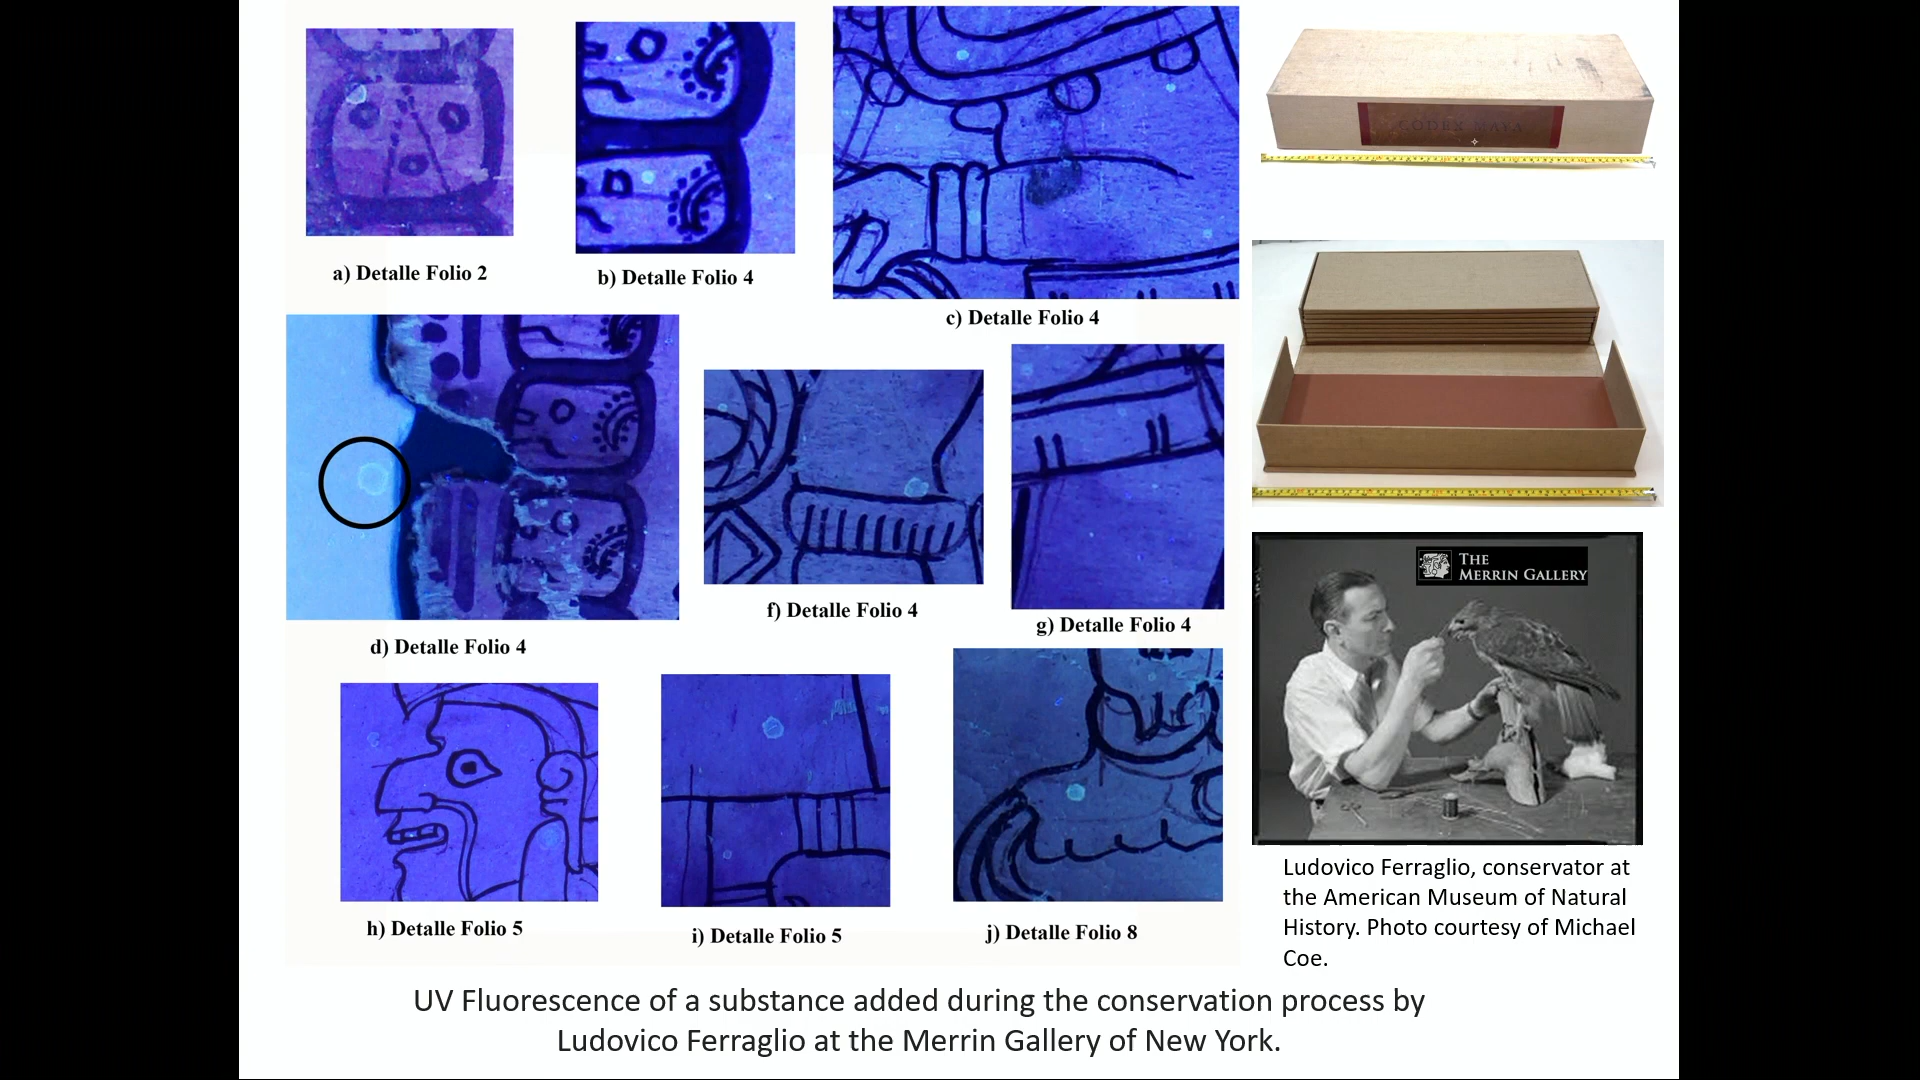 CODEX MAYA
a) Detalle Folio 2
b) Detalle Folio 4
c) Detalle Folio 4
d) Detalle Folio 4
f) Detalle Folio 4
g) Detalle Folio 4
h) Detalle Folio 5
i) Detalle Folio 5
j) Detalle Folio 8
THE
MERRIN GALLERY
Ludovico Ferraglio, conservator at
the American Museum of Natural
History. Photo courtesy of Michael
Coe.
UV Fluorescence of a substance added during the conservation process by
Ludovico Ferraglio at the Merrin Gallery of New York.